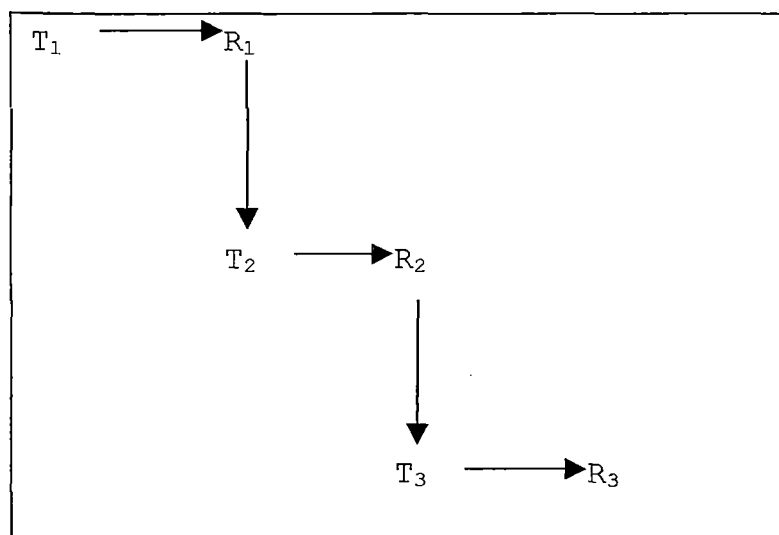 T₁ R₁
T₂ R₂
T₃ R₃